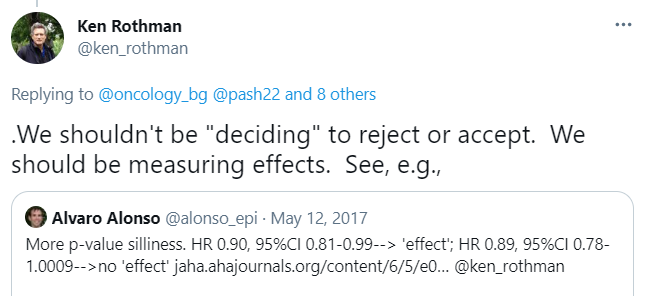 Ken Rothman
@ken_rothman
Replying to @oncology_bg @pash22 and 8 others
.We shouldn't be "deciding" to reject or accept. We
should be measuring effects. See, e.g.,
Alvaro Alonso @alonso_epi · May 12, 2017
More p-value silliness. HR 0.90, 95%CI 0.81-0.99--> 'effect'; HR 0.89, 95%CI 0.78-
1.0009-->no 'effect' jaha.ahajournals.org/content/6/5/e0... @ken_rothman